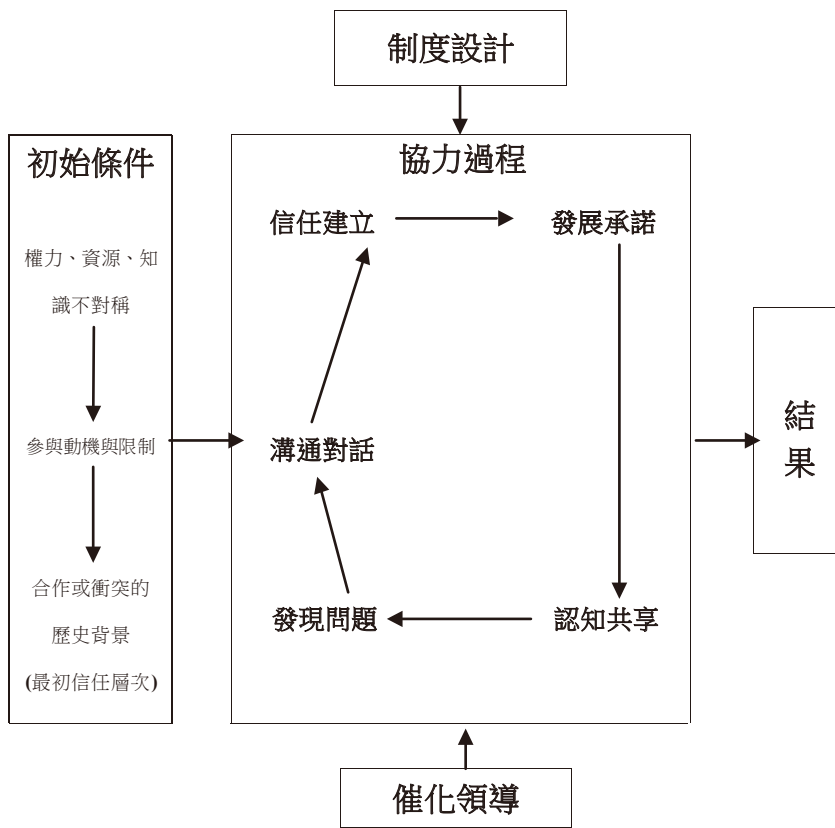 制度設計
初始條件
權力、資源、知
識不對稱
參與動機與限制
合作或衝突的
歷史背景
(最初信任層次)
協力過程
信任建立
發展承諾
溝通對話
發現問題
認知共享
結
果
催化領導